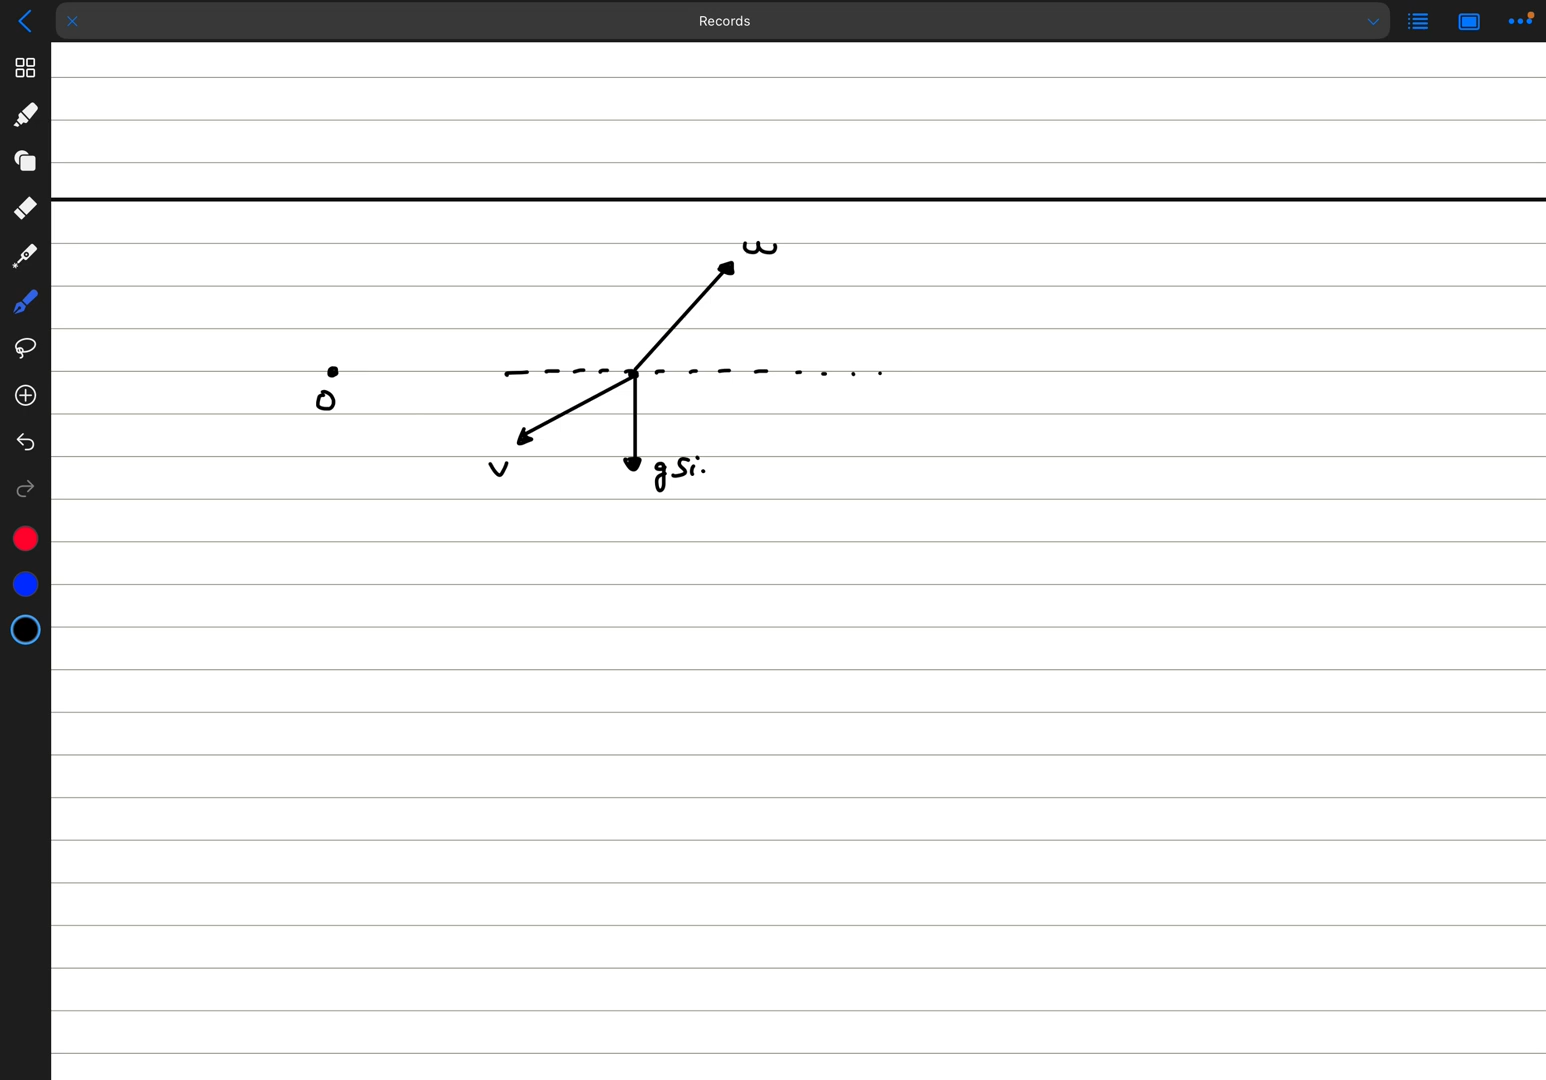 Records
ω
O
v
g si.